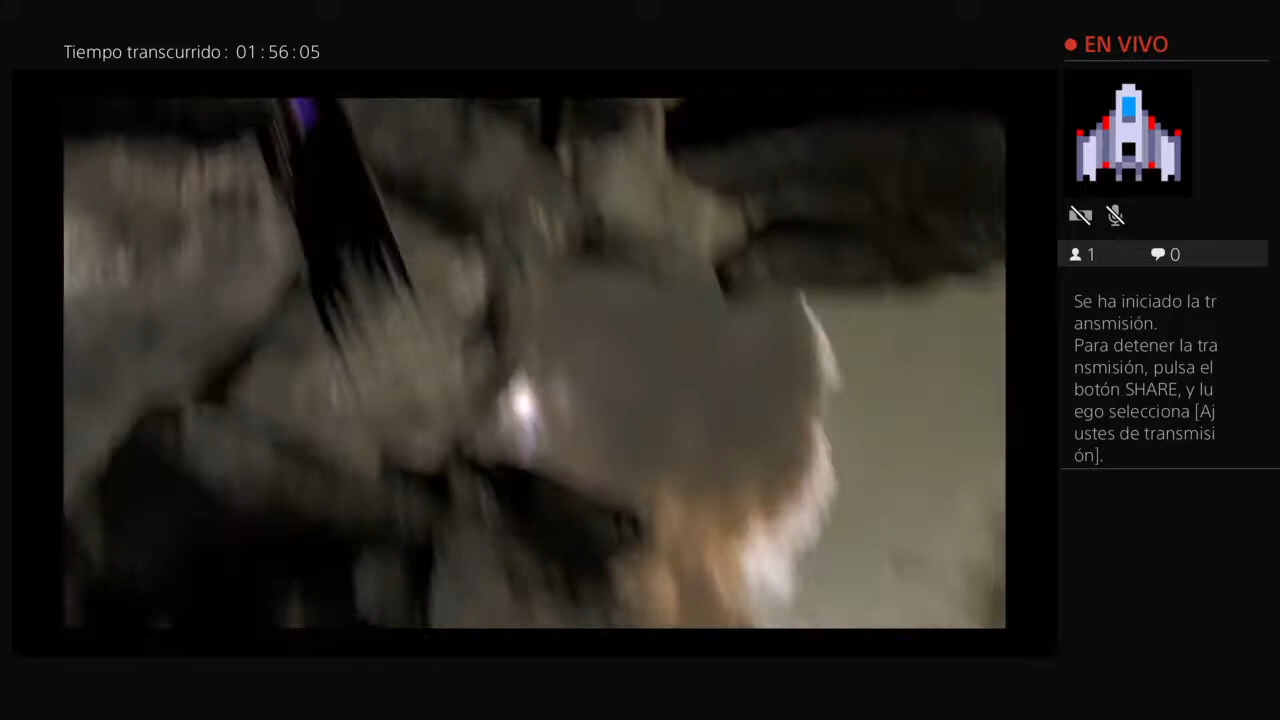 Tiempo transcurrido: 01:56:05
EN VIVO
1
0
Se ha iniciado la tr
ansmisión.
Para detener la tra
nsmisión, pulsa el
botón SHARE, y lu
ego selecciona [Aj
ustes de transmisi
ón].